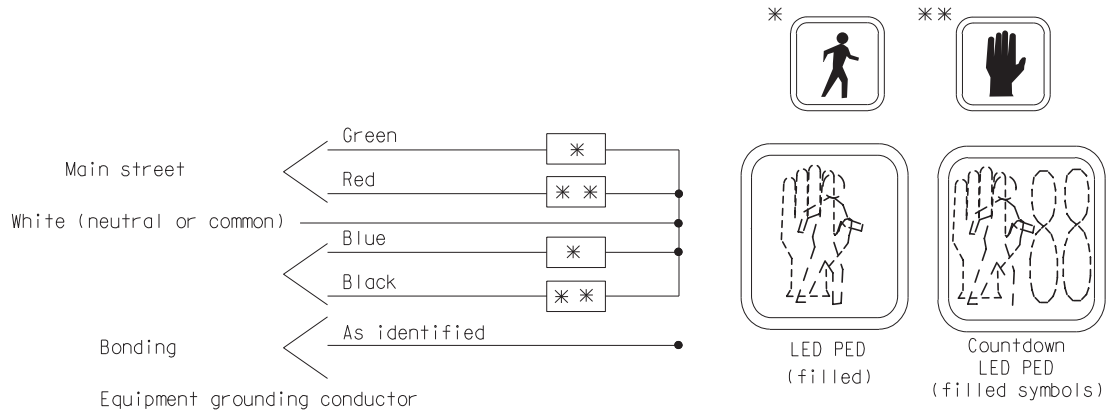 *
**
Green
*
Main street
Red
* *
White (neutral or common)
Blue
*
Black
* *
As identified
Bonding
Equipment grounding conductor
LED PED
(filled)
Countdown
LED PED
(filled symbols)